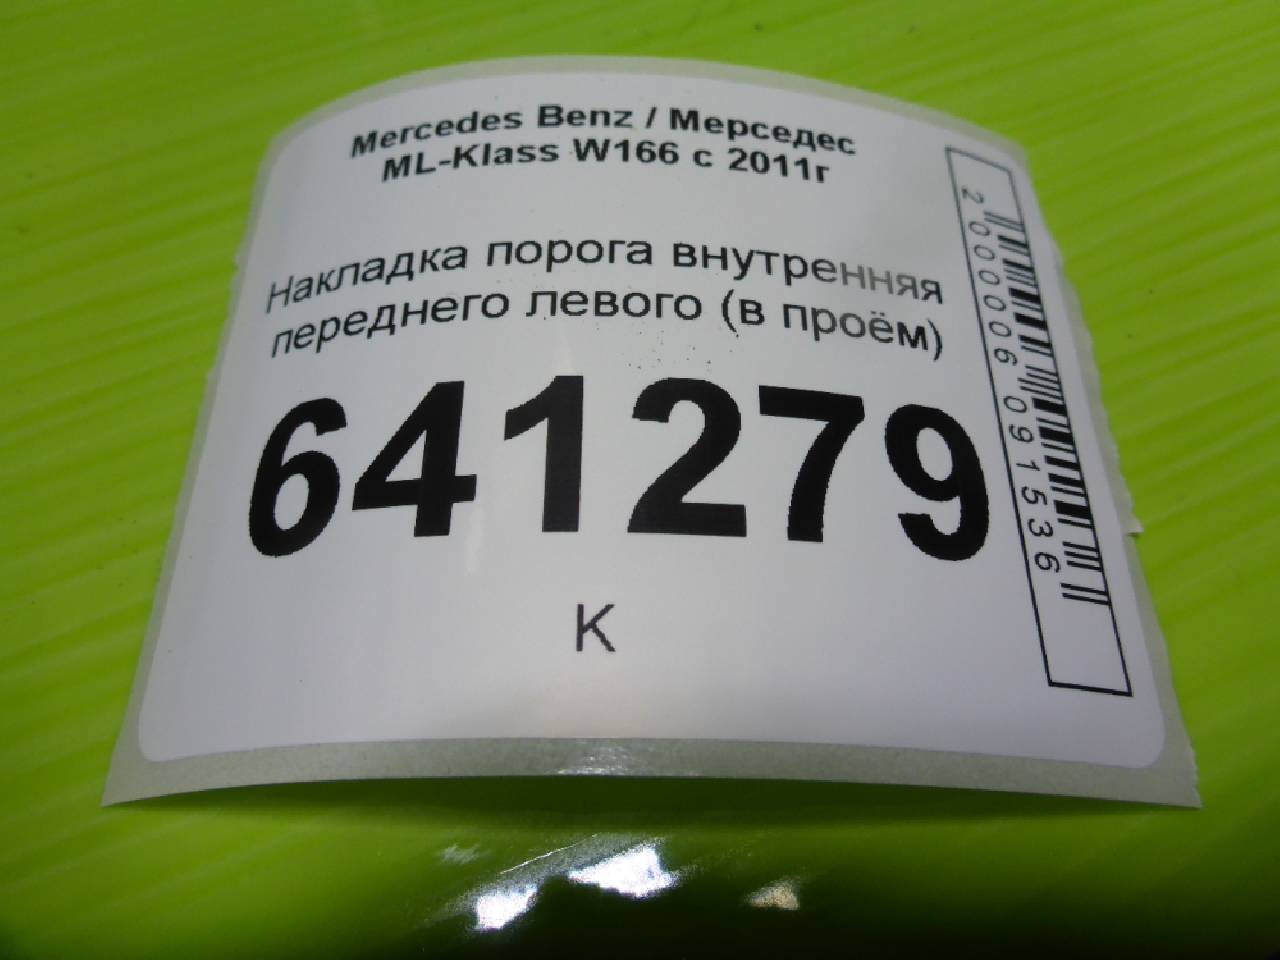 Mercedes Benz / Мерседес
ML-Klass W166 с 2011г
Накладка порога внутренняя
переднего левого (в проём)
641279
К
2000006091536